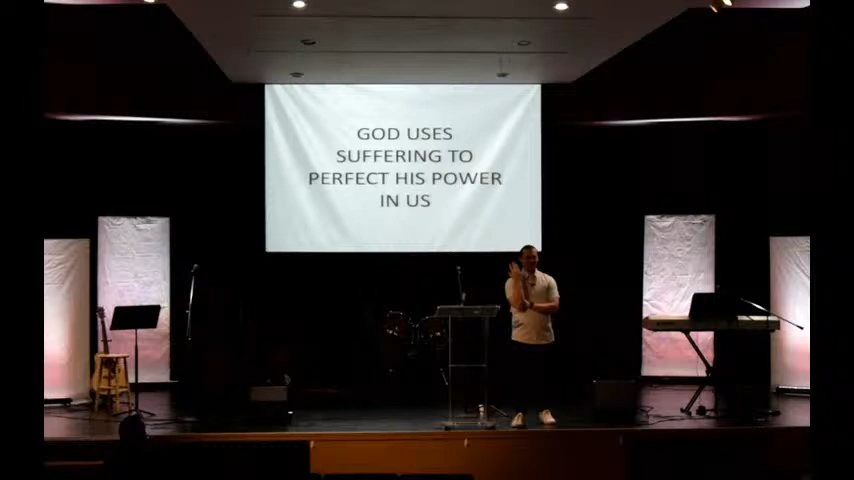 GOD USES
SUFFERING TO
PERFECT HIS POWER
IN US